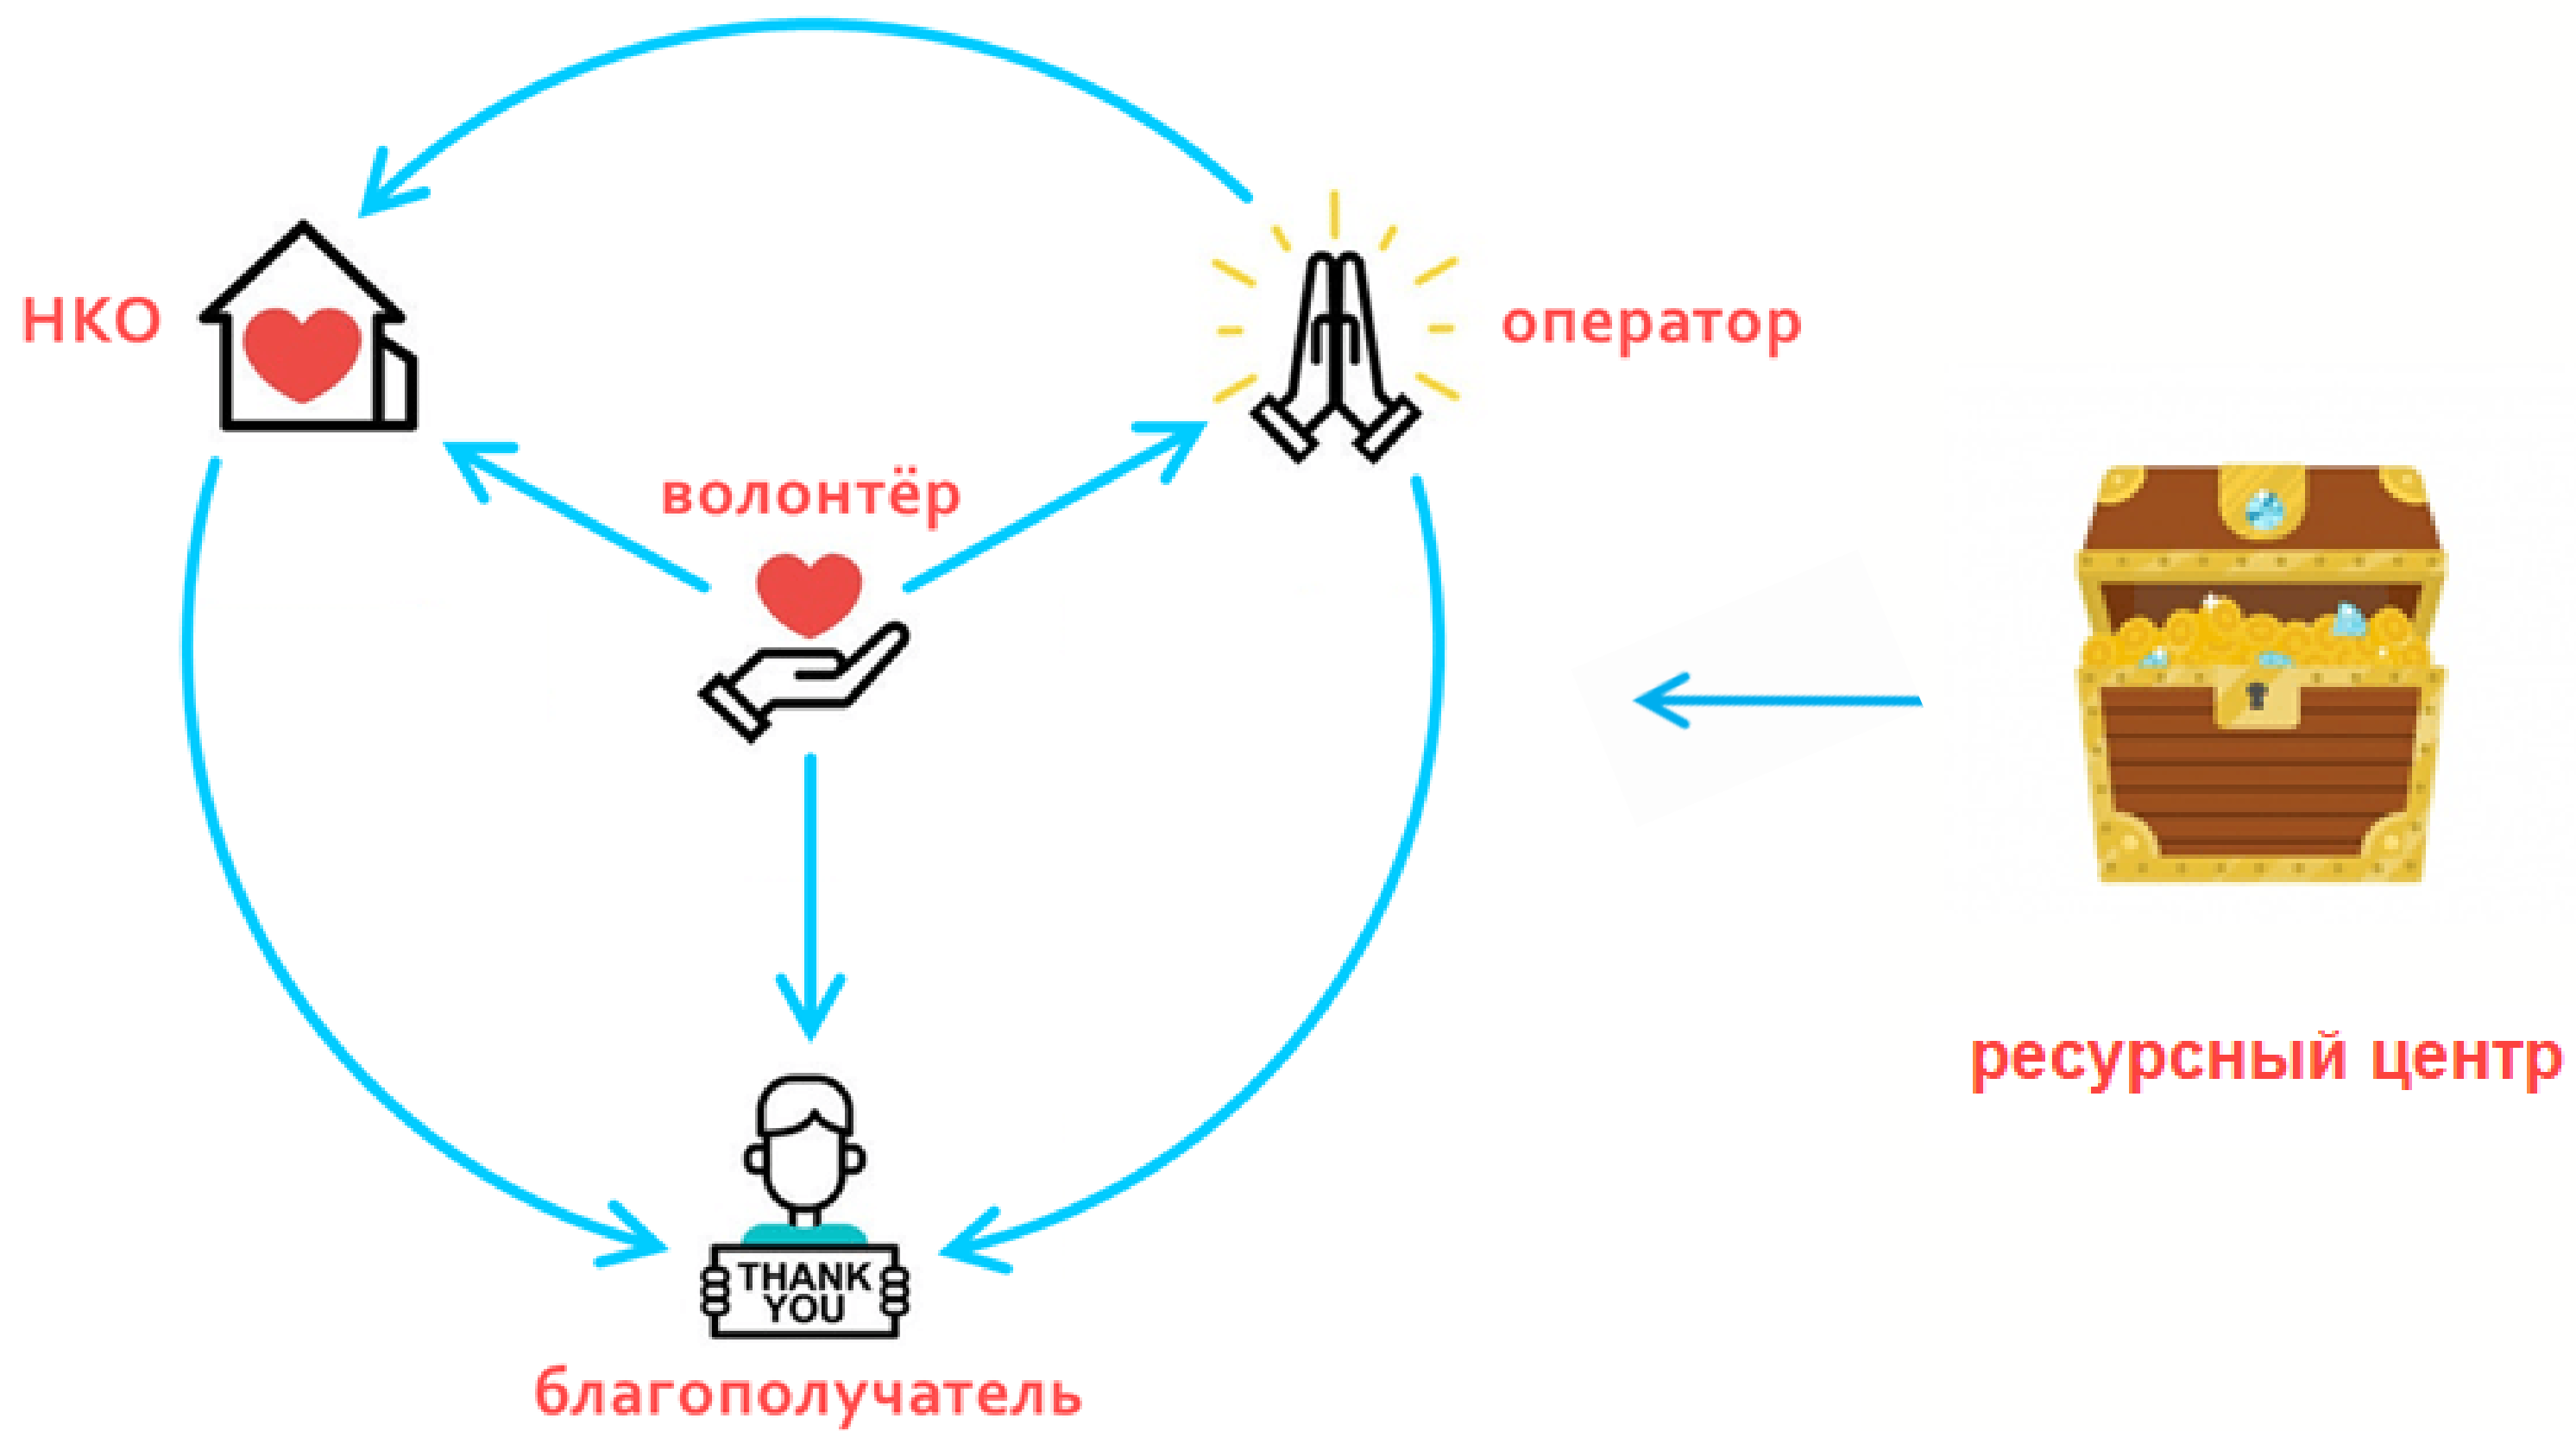 НКО
оператор
волонтёр
ресурсный центр
THANK
YOU
благополучатель